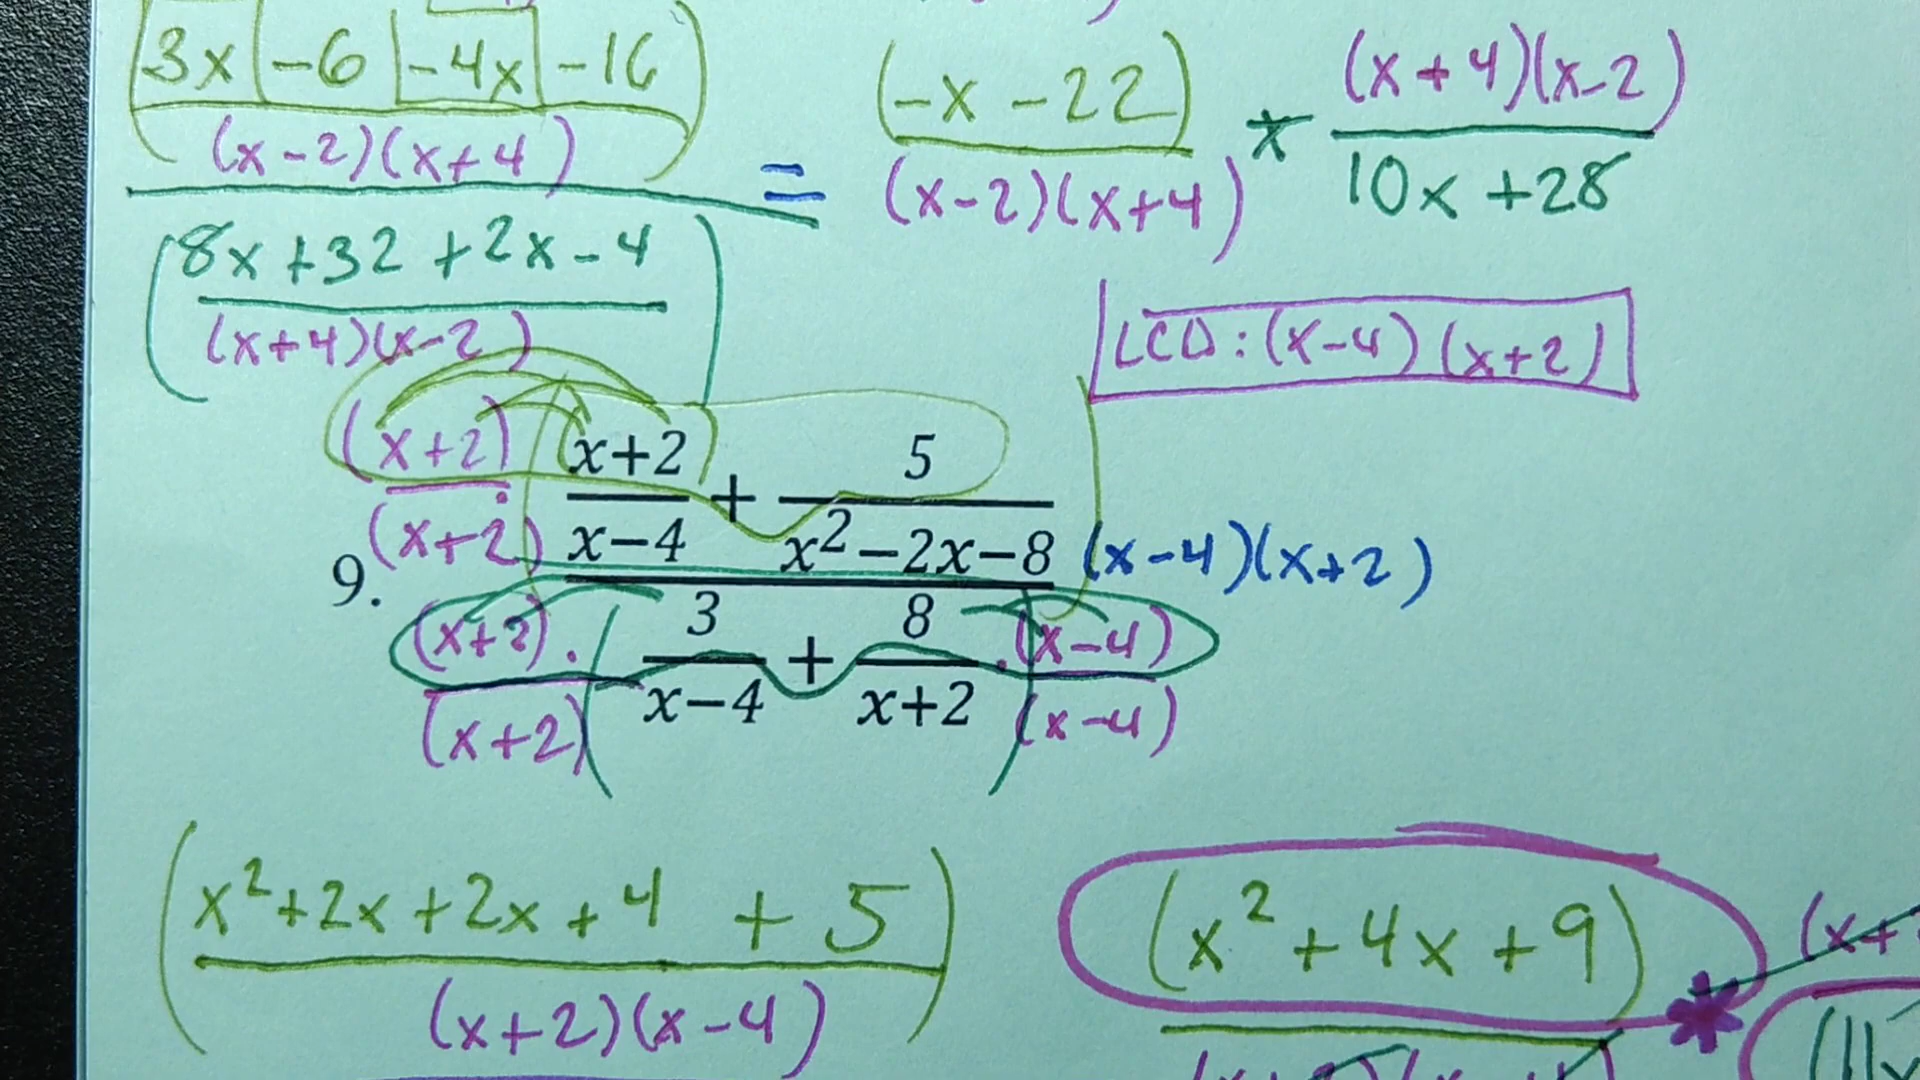 (3x -6 -4x -16)
(x-2)(x+4)
(8x +32 +2x -4)
(x+4)(x-2)
=
(-x -22)
(x-2)(x+4)
*
(x+4)(x-2)
10x +28
LCD: (x-4)(x+2)
9.
(x+2) · (x+2) + 5
(x+2) x-4 x²-2x-8 (x-4)(x+2)
(x+2) · (3 + 8 · (x-4)
(x+2) x-4 x+2) (x-4)
(x²+2x+2x+4 + 5)
(x+2)(x-4)
(x²+4x+9)
*